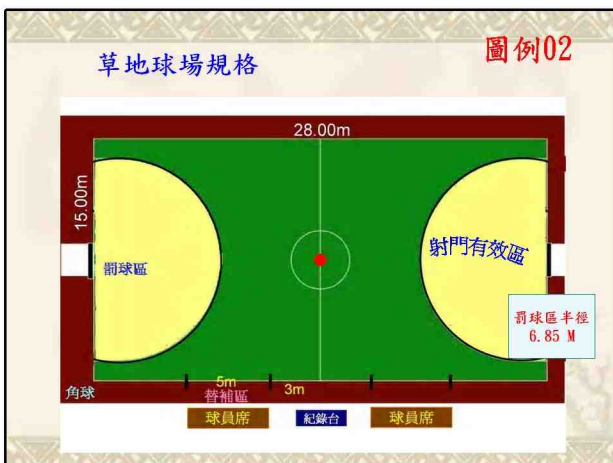 草地球場規格
圖例02
28.00m
15.00m
罰球區
射門有效區
罰球區半徑
6.85 M
5m
3m
替補區
角球
球員席
紀錄台
球員席